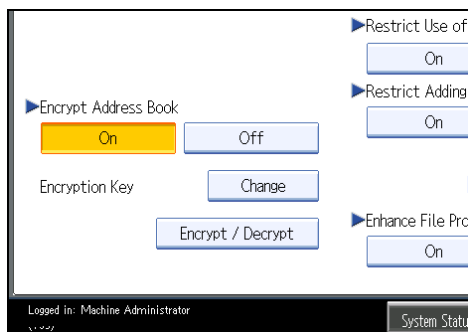 Restrict Use of
On
Restrict Adding
Encrypt Address Book
On
On
Off
Encryption Key
Change
Encrypt / Decrypt
Enhance File Pro
On
Logged in: Machine Administrator
System Statu